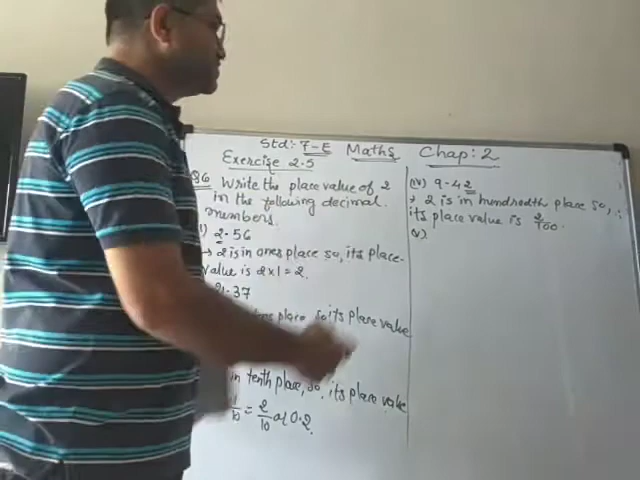 Std:- 7-E Maths Chap: 2
Exercise 2.5
Q6 Write the place value of 2
in the following decimal
numbers.
i) 2.56
→ 2 is in ones place so, its place
value is 2×1 = 2.
21.37
place, so its place value
in tenth place, so, its place value
= 2/10 or 0.2.
(iv) 9.42
→ 2 is in hundredth place so,
its place value is 2/100.
(v)